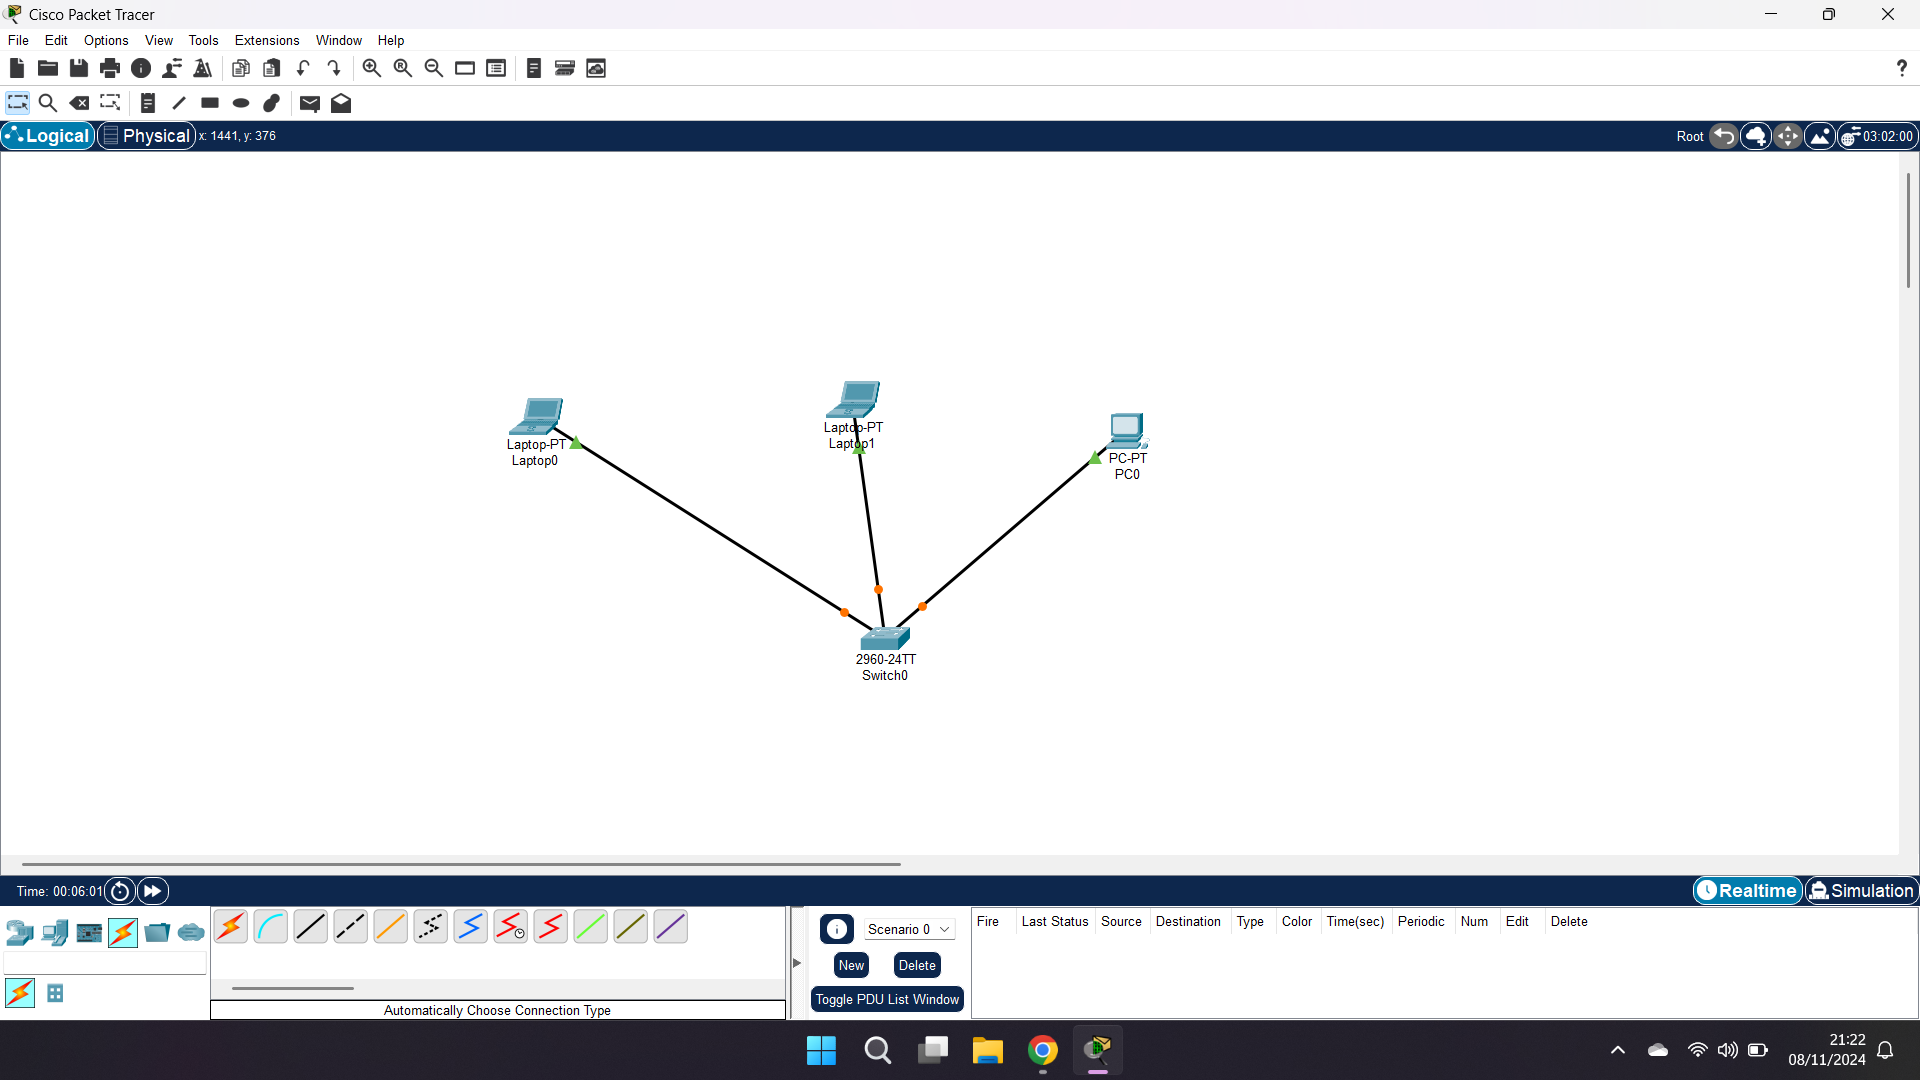 Cisco Packet Tracer
File Edit Options View Tools Extensions Window Help
Logical Physical x: 1441, y: 376 Root 03:02:00
Laptop-PT
Laptop0
Laptop-PT
Laptop1
PC-PT
PC0
2960-24TT
Switch0
Time: 00:06:01 Realtime Simulation
Scenario 0
New Delete
Toggle PDU List Window
Fire Last Status Source Destination Type Color Time(sec) Periodic Num Edit Delete
Automatically Choose Connection Type
21:22
08/11/2024